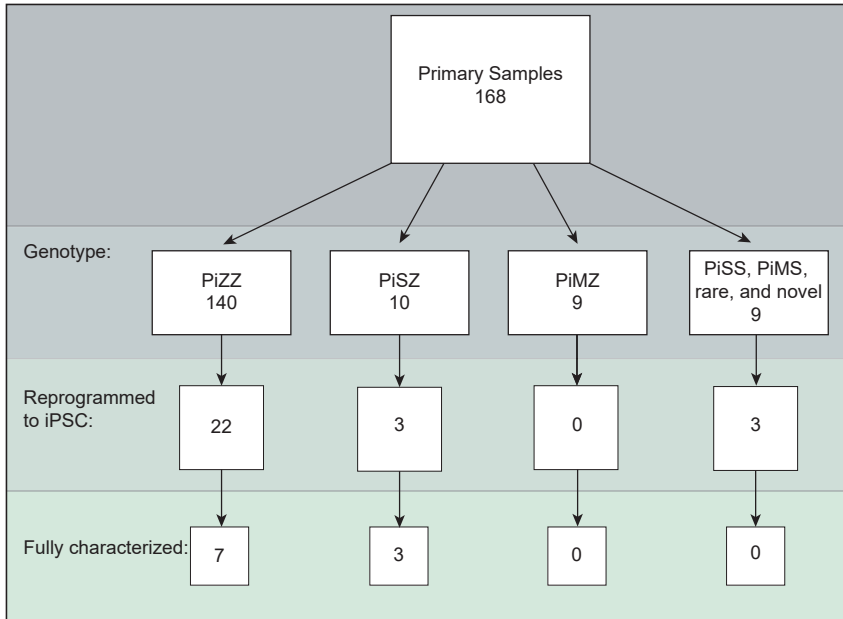 Primary Samples
168
Genotype:
PiZZ
140
PiSZ
10
PiMZ
9
PiSS, PiMS,
rare, and novel
9
Reprogrammed
to iPSC:
22
3
0
3
Fully characterized:
7
3
0
0